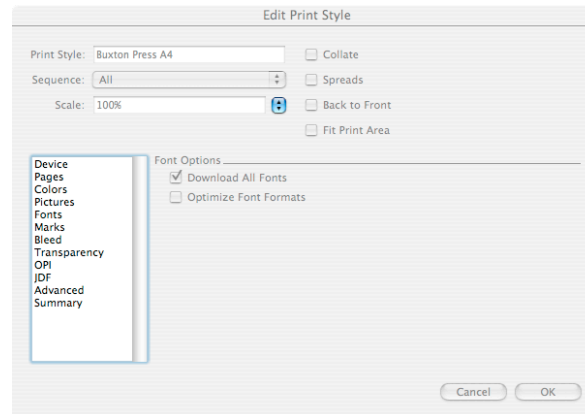 Edit Print Style
Print Style: Buxton Press A4
Collate
Sequence: All
Spreads
Scale: 100%
Back to Front
Fit Print Area
Device
Pages
Colors
Pictures
Fonts
Marks
Bleed
Transparency
OPI
JDF
Advanced
Summary
Font Options
Download All Fonts
Optimize Font Formats
Cancel
OK